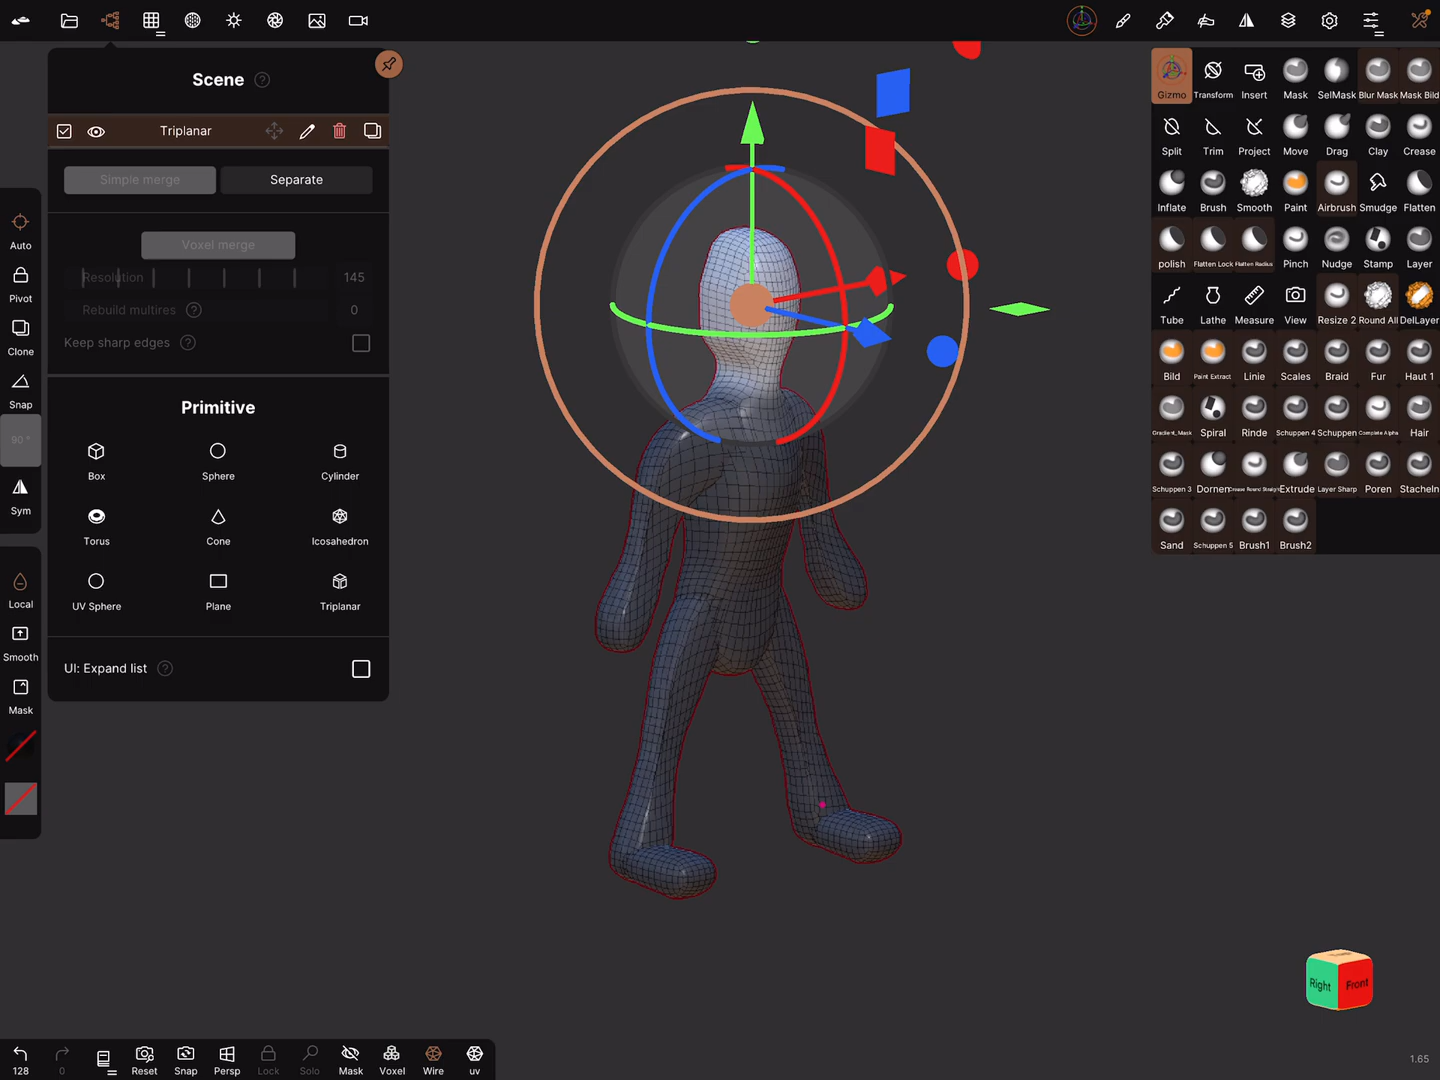 Scene
Triplanar
Simple merge
Separate
Voxel merge
Resolution 145
Rebuild multires 0
Keep sharp edges
Primitive
Box Sphere Cylinder
Torus Cone Icosahedron
UV Sphere Plane Triplanar
UI: Expand list
Auto
Pivot
Clone
Snap
90°
Sym
Local
Smooth
Mask
Gizmo Transform Insert Mask SelMask Blur Mask Mask Bild
Split Trim Project Move Drag Clay Crease
Inflate Brush Smooth Paint Airbrush Smudge Flatten
polish Flatten Lock Flatten Radius Pinch Nudge Stamp Layer
Tube Lathe Measure View Resize 2 Round All DelLayer
Bild Paint Extract Linie Scales Braid Fur Haut 1
Gradient_Mask Spiral Rinde Schuppen 4 Schuppen Complete Alpha Hair
Schuppen 3 Dornen Extrude Layer Sharp Poren Stacheln
Sand Schuppen 5 Brush1 Brush2
Right Front
128 0 Reset Snap Persp Lock Solo Mask Voxel Wire uv
1.65